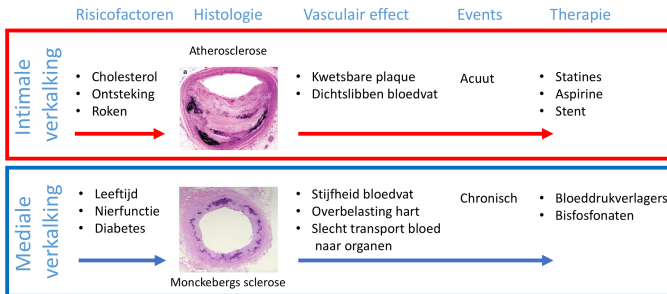 Risicofactoren Histologie Vasculair effect Events Therapie
Intimale verkalking
• Cholesterol
• Ontsteking
• Roken
Atherosclerose
a
• Kwetsbare plaque
• Dichtslibben bloedvat
Acuut
• Statines
• Aspirine
• Stent
Mediale verkalking
• Leeftijd
• Nierfunctie
• Diabetes
Monckebergs sclerose
• Stijfheid bloedvat
• Overbelasting hart
• Slecht transport bloed
naar organen
Chronisch
• Bloeddrukverlagers
• Bisfosfonaten